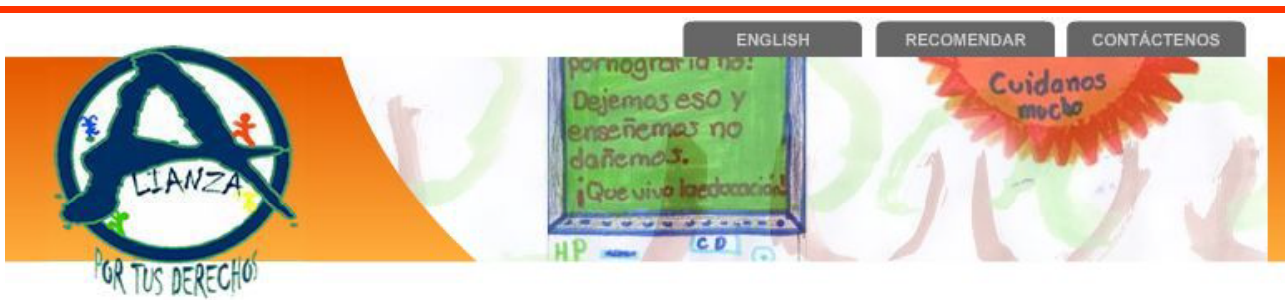 ENGLISH
RECOMENDAR
CONTÁCTENOS
pornografía no!
Dejemos eso y
enseñemos no
dañemos.
¡Que viva la educación!
HP
CD
Cuidanos
mucho
ALIANZA
POR TUS DERECHOS